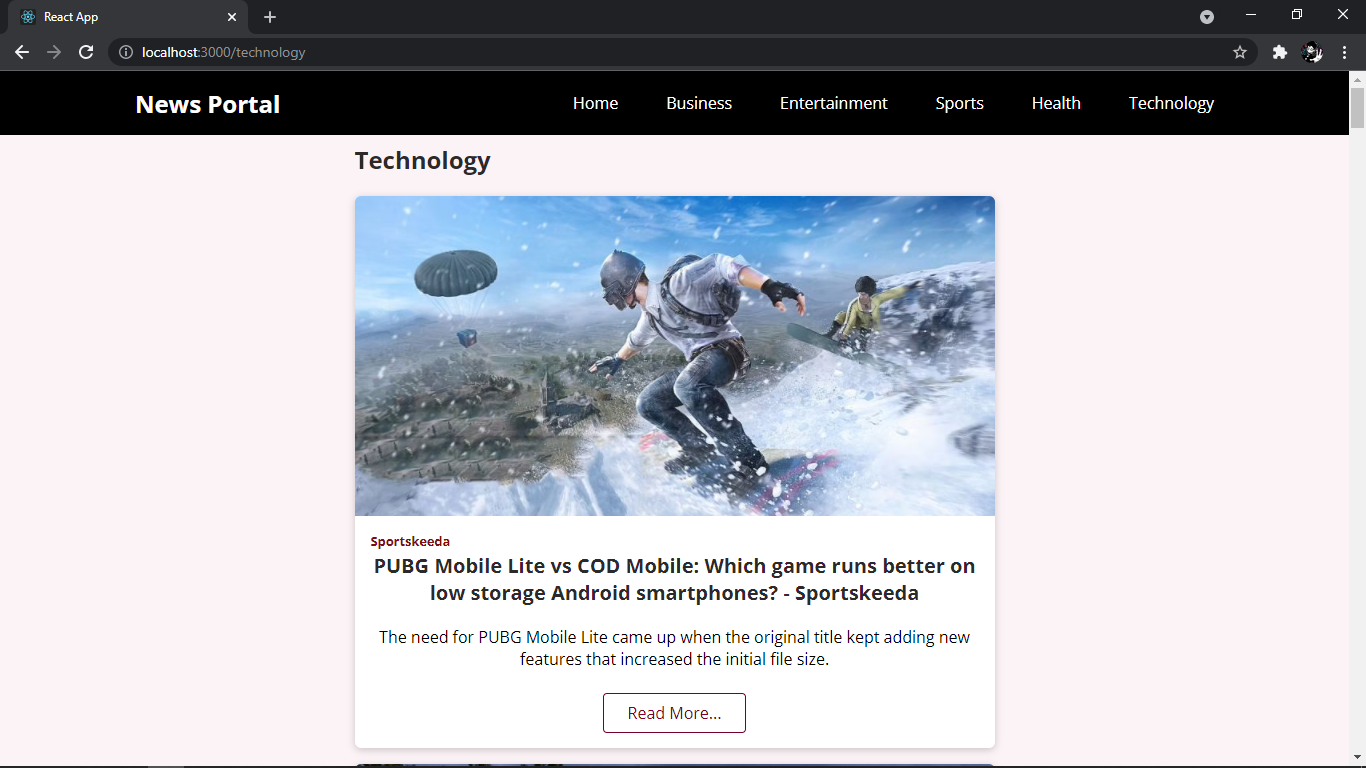 React App
localhost:3000/technology
News Portal
Home Business Entertainment Sports Health Technology
Technology
Sportskeeda
PUBG Mobile Lite vs COD Mobile: Which game runs better on
low storage Android smartphones? - Sportskeeda
The need for PUBG Mobile Lite came up when the original title kept adding new
features that increased the initial file size.
Read More...